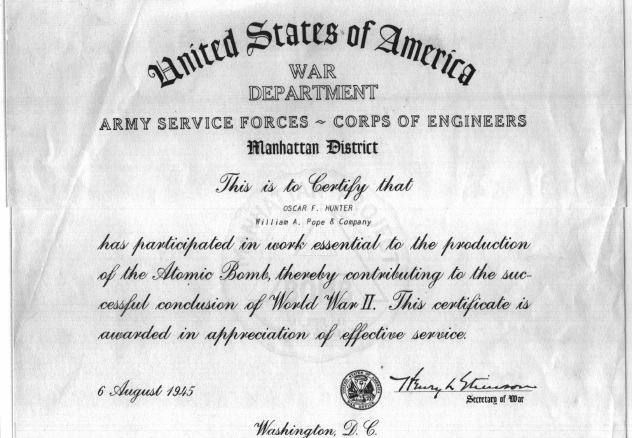 United States of America
WAR
DEPARTMENT
ARMY SERVICE FORCES ~ CORPS OF ENGINEERS
Manhattan District
This is to Certify that
OSCAR F. HUNTER
William A. Pope & Company
has participated in work essential to the production
of the Atomic Bomb, thereby contributing to the suc-
cessful conclusion of World War II. This certificate is
awarded in appreciation of effective service.
6 August 1945
Henry L Stimson
Secretary of War
Washington, D. C.